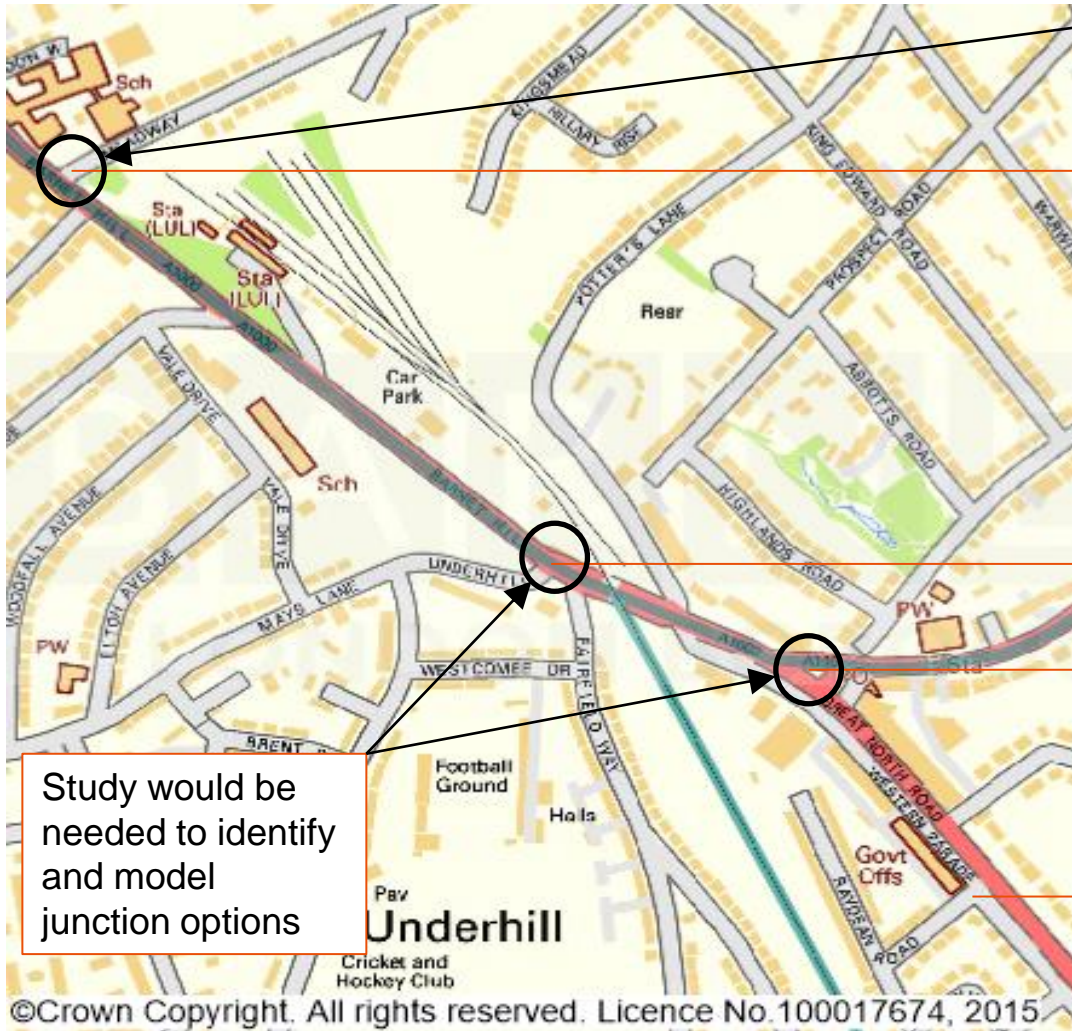 Sch
KINGSMEAD
HILLARY RISE
KING EDWARD ROAD
PROSPECT ROAD
POTTER'S LANE
Sta
(LUL)
Sta
(LUL)
A1000
A1000
Rear
Car
Park
VALE DRIVE
ABBOTTS ROAD
Sch
VALE DRIVE
HIGHLANDS ROAD
WOODFALL AVENUE
ELTON AVENUE
BARNET HILL
UNDERHILL
MAYS LANE
PW
PW
A1000
Sta
WESTCOMBE DR
FAIRFIELD WAY
GREAT NORTH ROAD
WESTERN PARADE
BRENT
Football
Ground
Halls
Govt
Offs
RAYDEAN ROAD
Study would be
needed to identify
and model
junction options
Pav
Underhill
Cricket and
Hockey Club
©Crown Copyright. All rights reserved. Licence No.100017674, 2015.